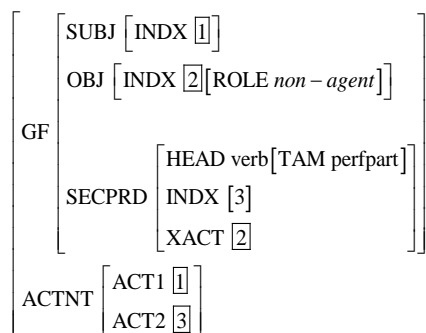 SUBJ [INDX 1]
OBJ [INDX 2[ROLE non – agent]]
GF
HEAD verb[TAM perfpart]
SECPRD INDX [3]
XACT 2
ACTNT ACT1 1
ACT2 3